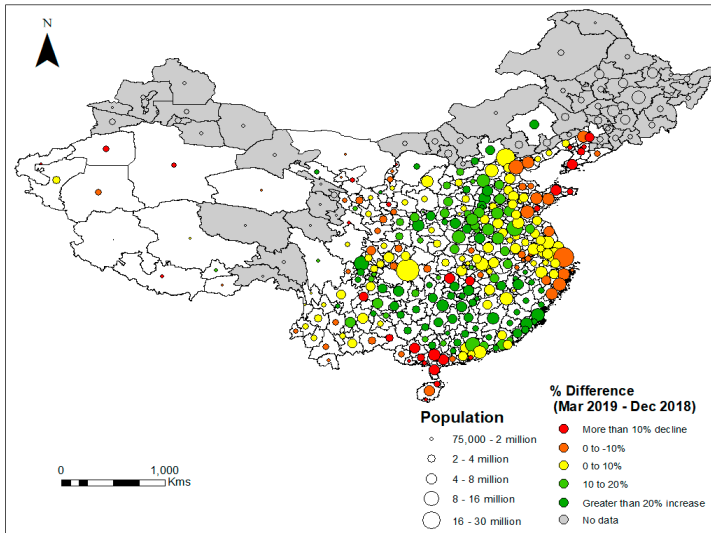 N
Population
75,000 - 2 million
2 - 4 million
4 - 8 million
8 - 16 million
16 - 30 million
% Difference
(Mar 2019 - Dec 2018)
More than 10% decline
0 to -10%
0 to 10%
10 to 20%
Greater than 20% increase
No data
0 1,000
Kms